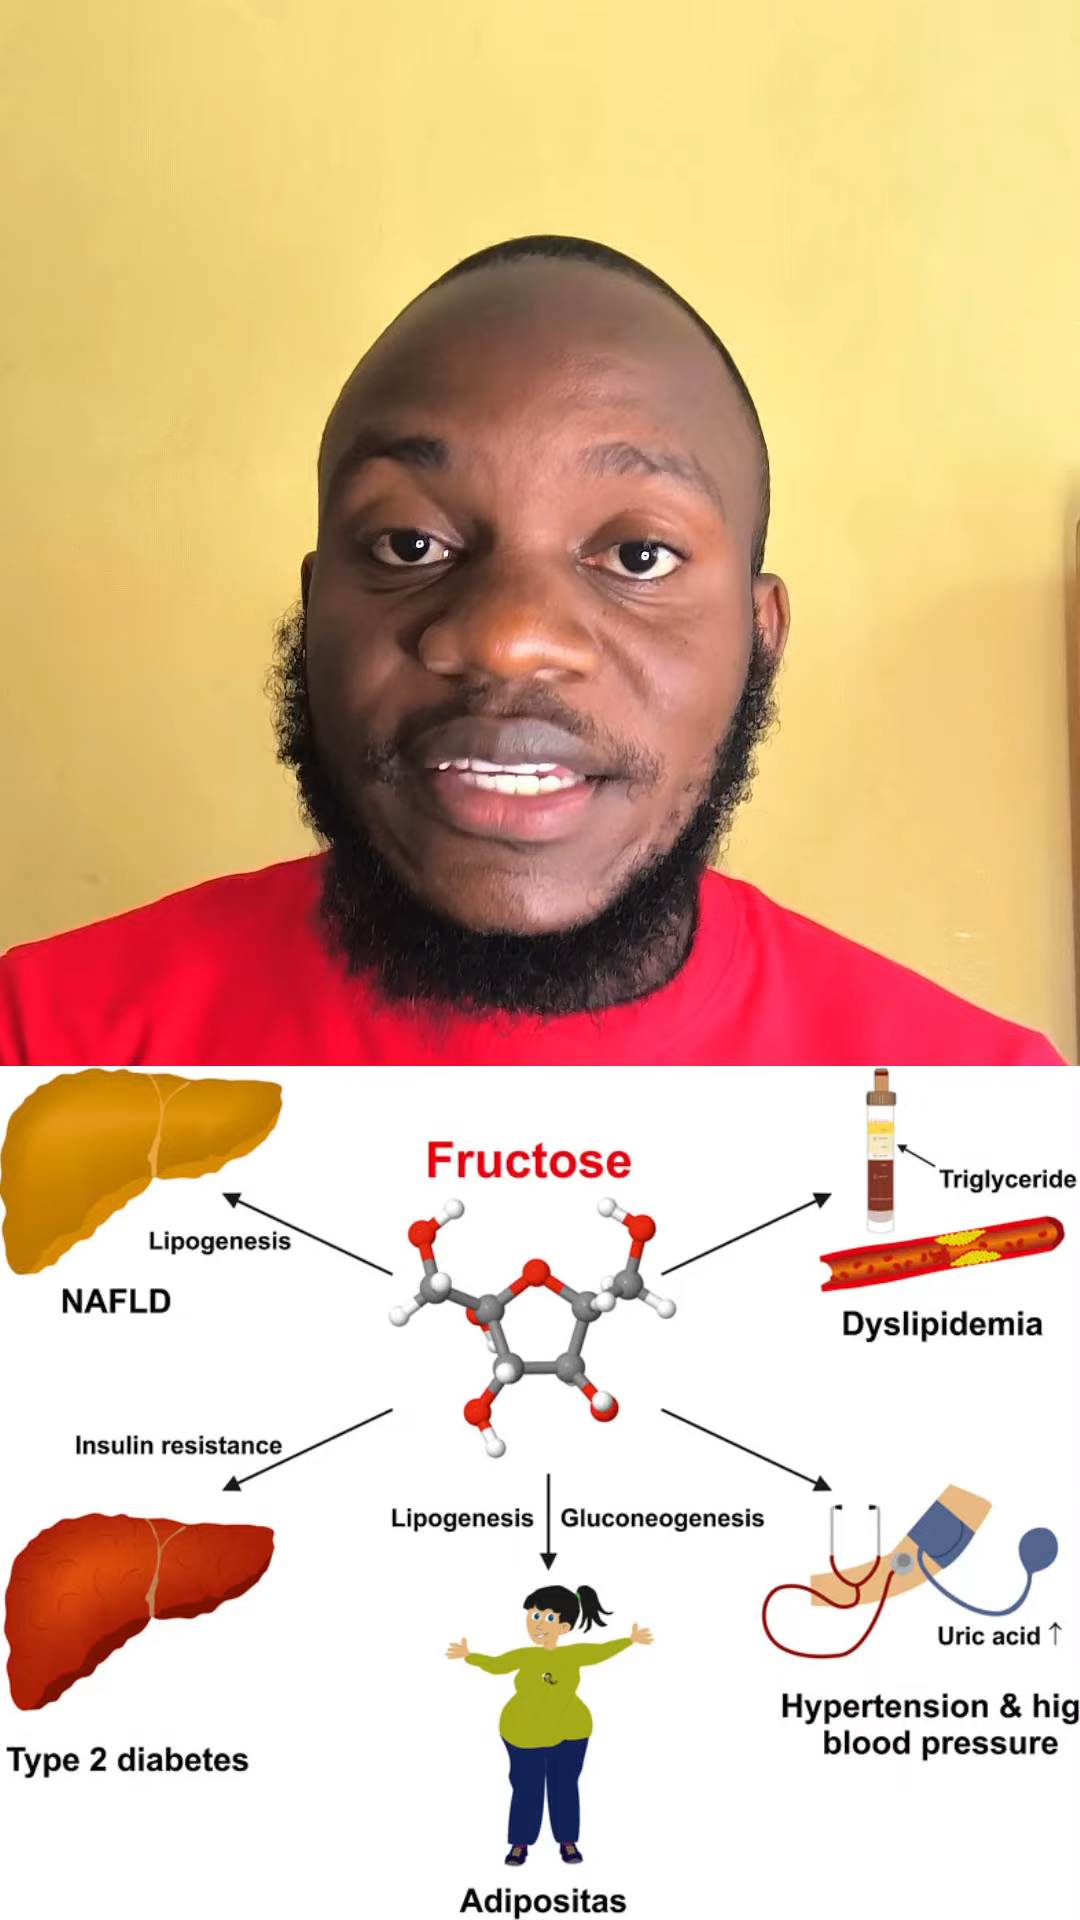 Fructose
Triglyceride
Lipogenesis
NAFLD
Dyslipidemia
Insulin resistance
Lipogenesis
Gluconeogenesis
Uric acid ↑
Type 2 diabetes
Hypertension & hig
blood pressure
Adipositas